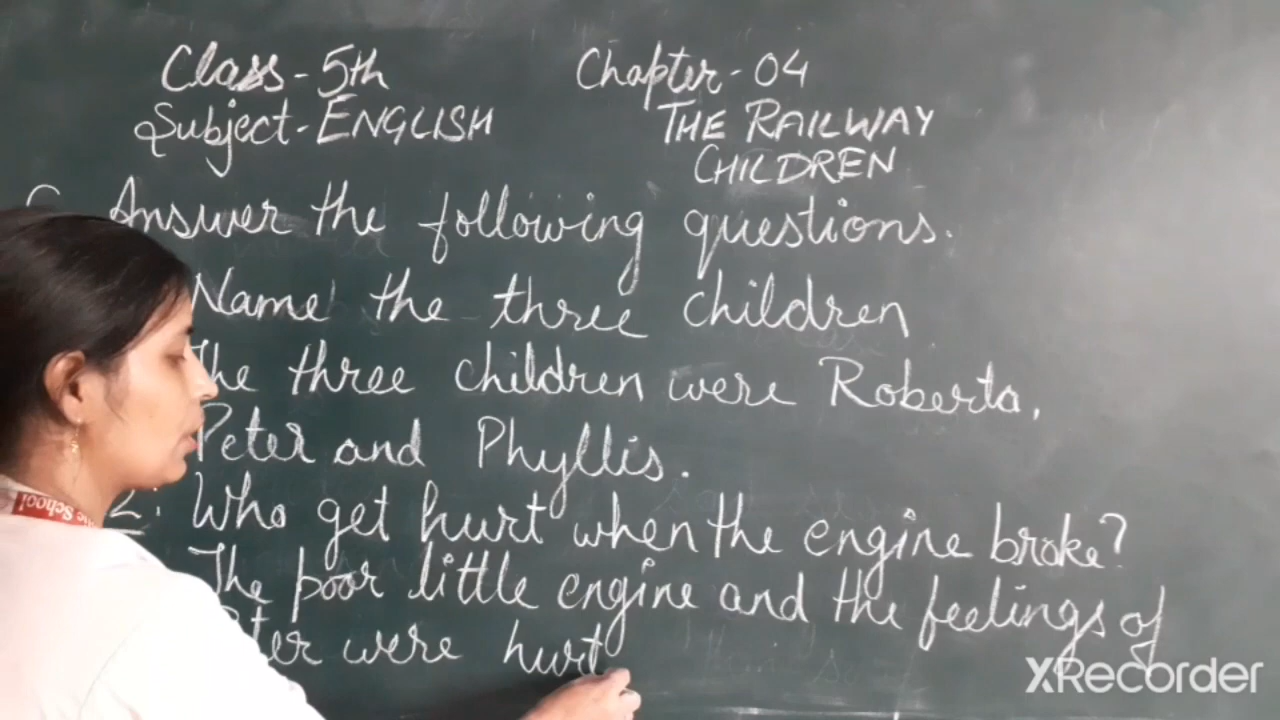 Class - 5th Chapter - 04
Subject - ENGLISH THE RAILWAY
CHILDREN
Answer the following questions.
Name the three children
The three children were Roberta,
Peter and Phyllis.
2. Who get hurt when the engine broke?
The poor little engine and the feelings of
were hurt
School
XRecorder